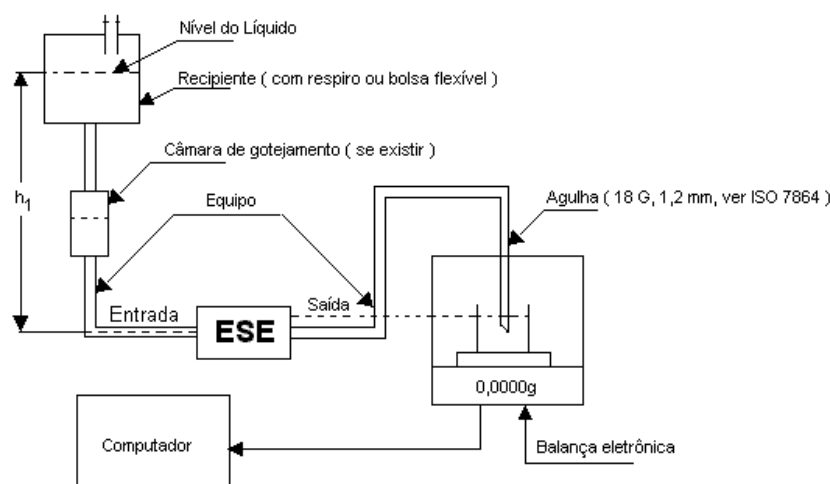 Nível do Líquido
Recipiente ( com respiro ou bolsa flexível )
Câmara de gotejamento ( se existir )
h1
Equipo
Agulha ( 18 G, 1,2 mm, ver ISO 7864 )
Entrada
Saída
ESE
0,0000g
Computador
Balança eletrônica